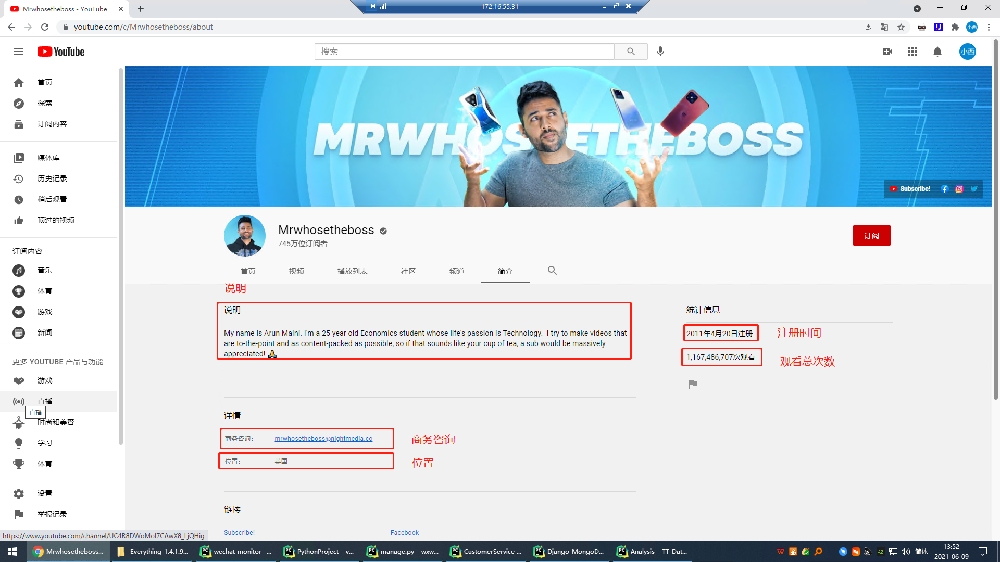 Mrwhosetheboss - YouTube
172.16.55.31
youtube.com/c/Mrwhosetheboss/about
小西
YouTube
搜索
小西
首页
探索
订阅内容
媒体库
历史记录
稍后观看
顶过的视频
订阅内容
音乐
体育
游戏
新闻
更多 YOUTUBE 产品与功能
游戏
直播
直播
时尚和美容
学习
体育
设置
举报记录
MRWHOSETHEBOSS
Subscribe!
Mrwhosetheboss
745万位订阅者
订阅
首页 视频 播放列表 社区 频道 简介
说明
说明
My name is Arun Maini. I'm a 25 year old Economics student whose life's passion is Technology. I try to make videos that
are to-the-point and as content-packed as possible, so if that sounds like your cup of tea, a sub would be massively
appreciated! 🙏
统计信息
2011年4月20日注册 注册时间
1,167,486,707次观看 观看总次数
详情
商务咨询: mrwhosetheboss@nightmedia.co 商务咨询
位置: 英国 位置
链接
Subscribe! Facebook
https://www.youtube.com/channel/UC4R8DWoMoI7CAwX8_LjQHig
Mrwhosetheboss...
Everything-1.4.1.9...
wechat-monitor –...
PythonProject – v...
manage.py – wxw...
CustomerService ...
Django_MongoD...
Analysis – TT_Dat...
简体
13:52
2021-06-09